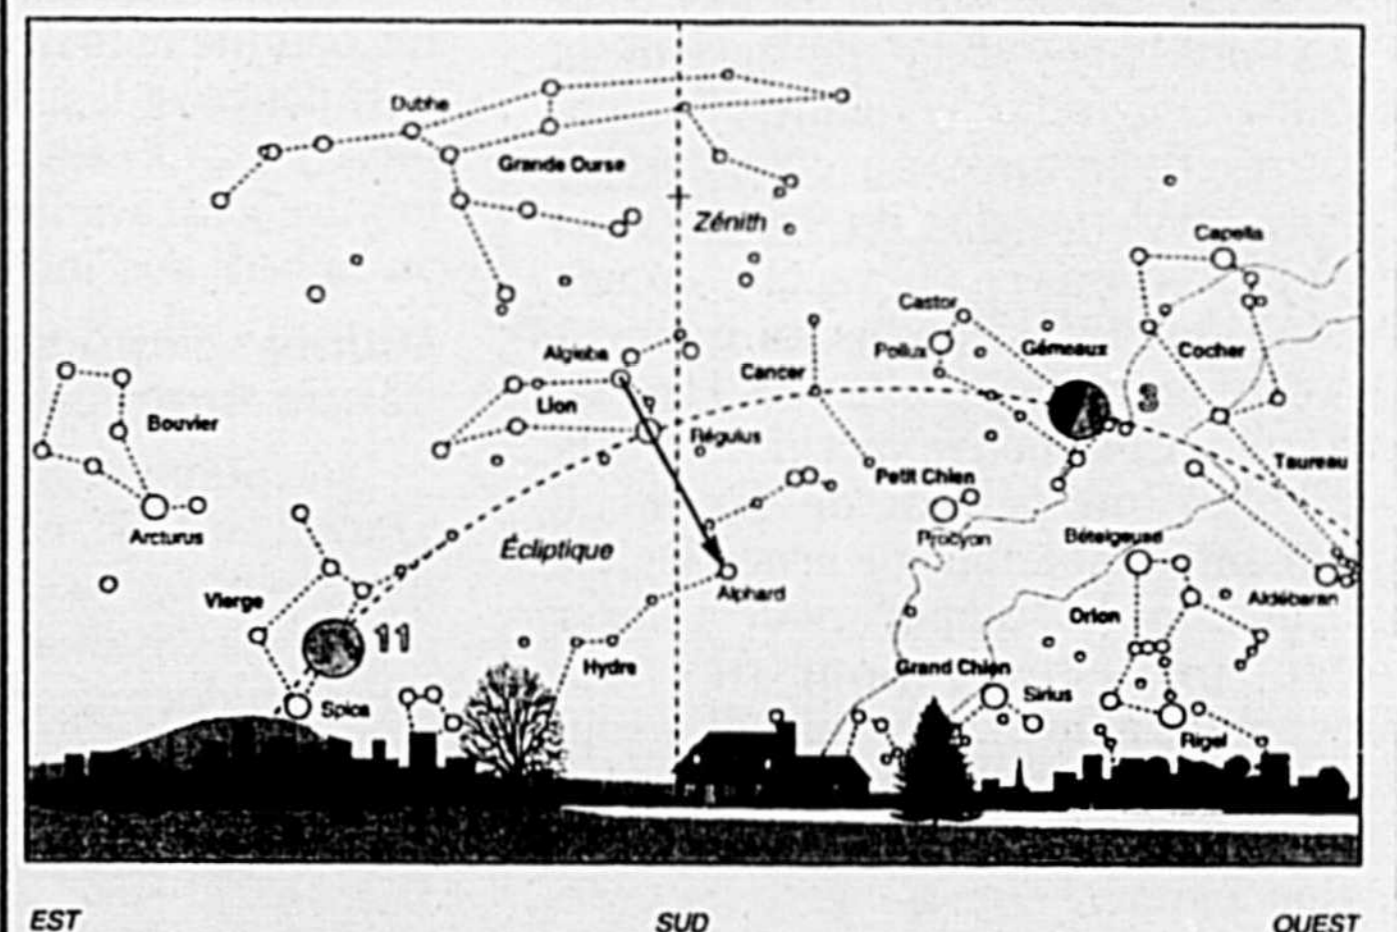 Dubhe
Grande Ourse
Zénith
Capella
Castor
Pollux
Gémeaux
Cocher
3
Algieba
Cancer
Lion
Régulus
Bouvier
Taureau
Petit Chien
Procyon
Arcturus
Écliptique
Bételgeuse
Alphard
Aldébaran
Vierge
Orion
11
Hydre
Grand Chien
Sirius
Spica
Rigel
EST
SUD
OUEST